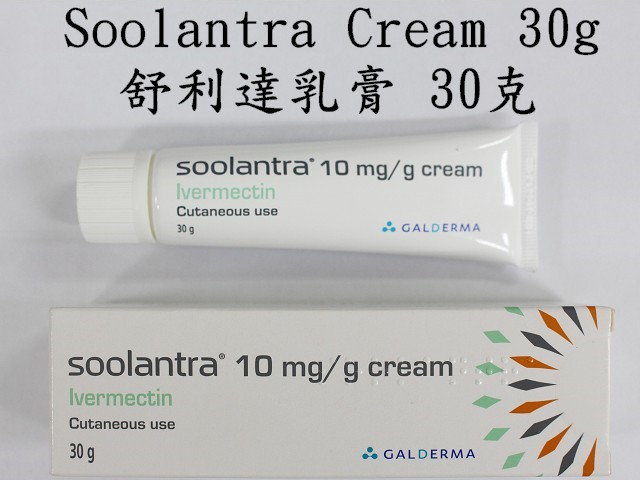 Soolantra Cream 30g
舒利達乳膏 30克
soolantra® 10 mg/g cream
Ivermectin
Cutaneous use
30 g
GALDERMA
soolantra® 10 mg/g cream
Ivermectin
Cutaneous use
30 g
GALDERMA